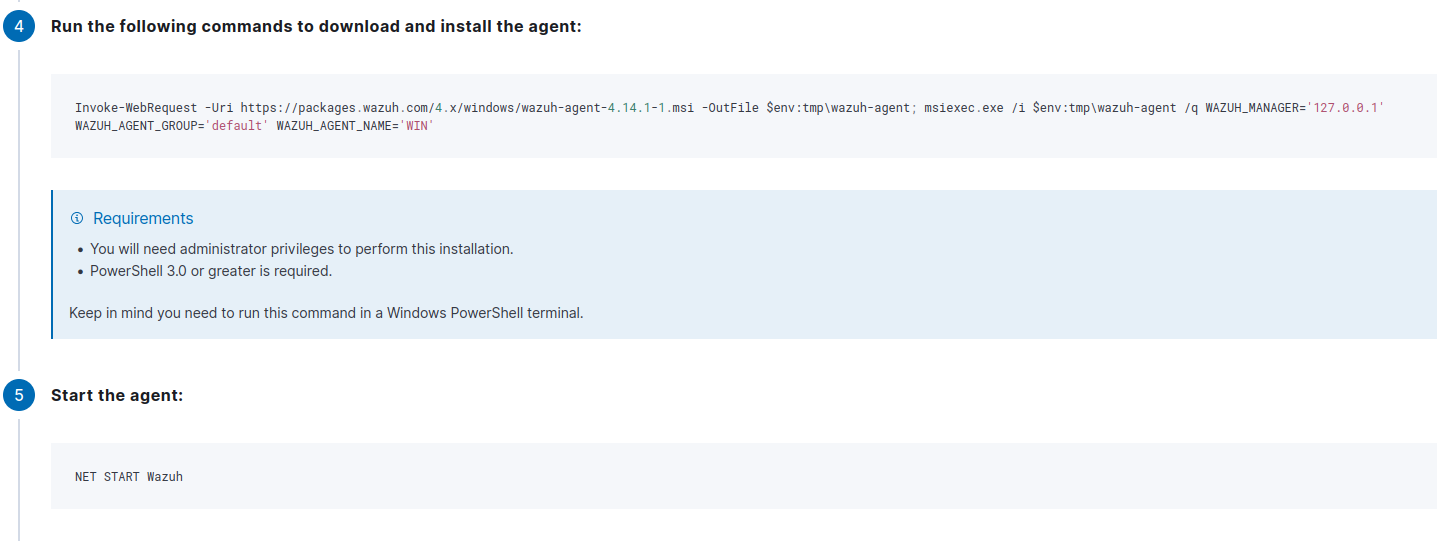 4
Run the following commands to download and install the agent:
Invoke-WebRequest -Uri https://packages.wazuh.com/4.x/windows/wazuh-agent-4.14.1-1.msi -OutFile $env:tmp\wazuh-agent; msiexec.exe /i $env:tmp\wazuh-agent /q WAZUH_MANAGER='127.0.0.1'
WAZUH_AGENT_GROUP='default' WAZUH_AGENT_NAME='WIN'
Requirements
• You will need administrator privileges to perform this installation.
• PowerShell 3.0 or greater is required.
Keep in mind you need to run this command in a Windows PowerShell terminal.
5
Start the agent:
NET START Wazuh